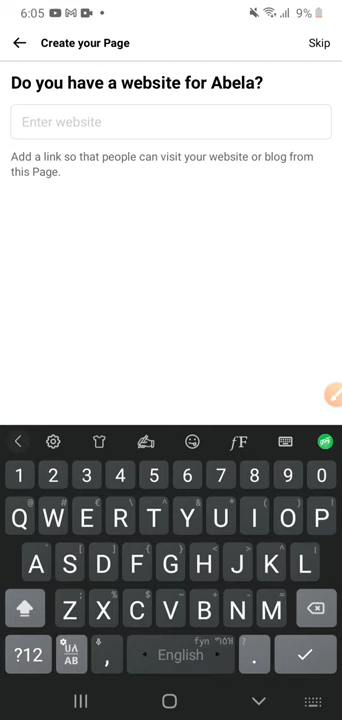 6:05 9%
Create your Page Skip
Do you have a website for Abela?
Enter website
Add a link so that people can visit your website or blog from
this Page.
1 2 3 4 5 6 7 8 9 0
Q W E R T Y U I O P
A S D F G H J K L
Z X C V B N M
?12 , English .